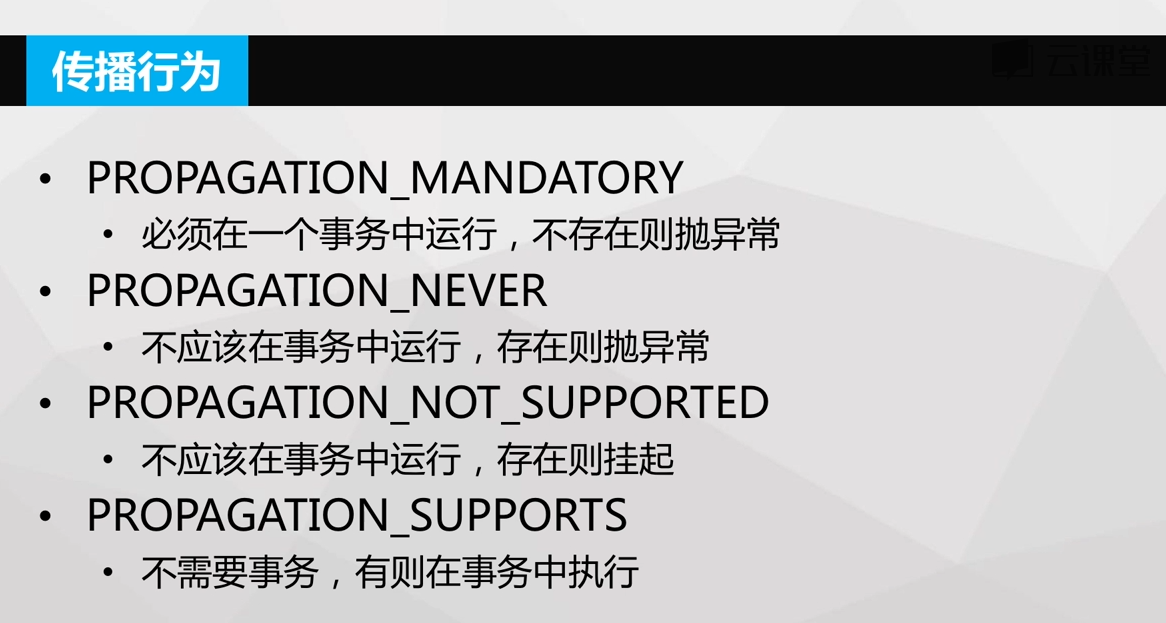 传播行为
云课堂
• PROPAGATION_MANDATORY
• 必须在一个事务中运行，不存在则抛异常
• PROPAGATION_NEVER
• 不应该在事务中运行，存在则抛异常
• PROPAGATION_NOT_SUPPORTED
• 不应该在事务中运行，存在则挂起
• PROPAGATION_SUPPORTS
• 不需要事务，有则在事务中执行